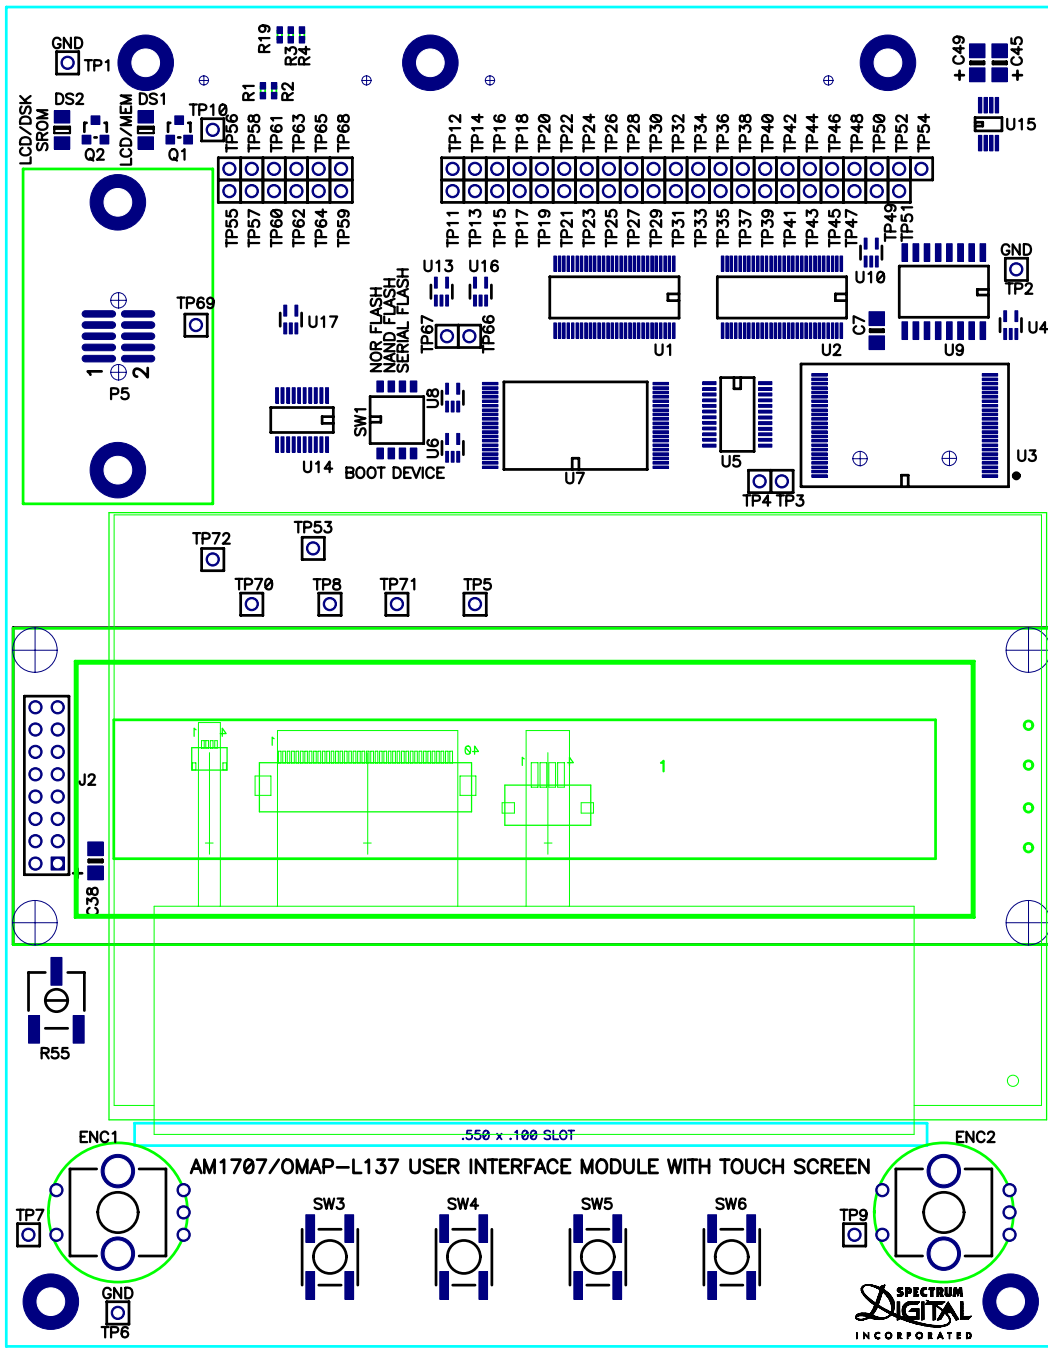 GND
TP1
R19
R3
R4
R1
R2
C49
+
C45
+
U15
LCD/DSK
SROM
DS2
Q2
LCD/MEM
DS1
Q1
TP10
TP56 TP58 TP61 TP63 TP65 TP68
TP12 TP14 TP16 TP18 TP20 TP22 TP24 TP26 TP28 TP30 TP32 TP34 TP36 TP38 TP40 TP42 TP44 TP46 TP48 TP50 TP52 TP54
TP55 TP57 TP60 TP62 TP64 TP59
TP11 TP13 TP15 TP17 TP19 TP21 TP23 TP25 TP27 TP29 TP31 TP33 TP35 TP37 TP39 TP41 TP43 TP45 TP47 TP49 TP51
GND
TP2
U10
U13
U16
U17
TP69
1 2
P5
NOR FLASH
NAND FLASH
SERIAL FLASH
TP67
TP66
U1
U2
C7
U9
U4
U14
SW1
U8
U6
BOOT DEVICE
U7
U5
TP4
TP3
U3
TP72
TP53
TP70
TP8
TP71
TP5
J2
+
C38
4 1
1
40
1
4
1
R55
ENC1
.550 x .100 SLOT
ENC2
AM1707/OMAP-L137 USER INTERFACE MODULE WITH TOUCH SCREEN
SW3
SW4
SW5
SW6
TP7
TP9
GND
TP6
SPECTRUM
DIGITAL
INCORPORATED